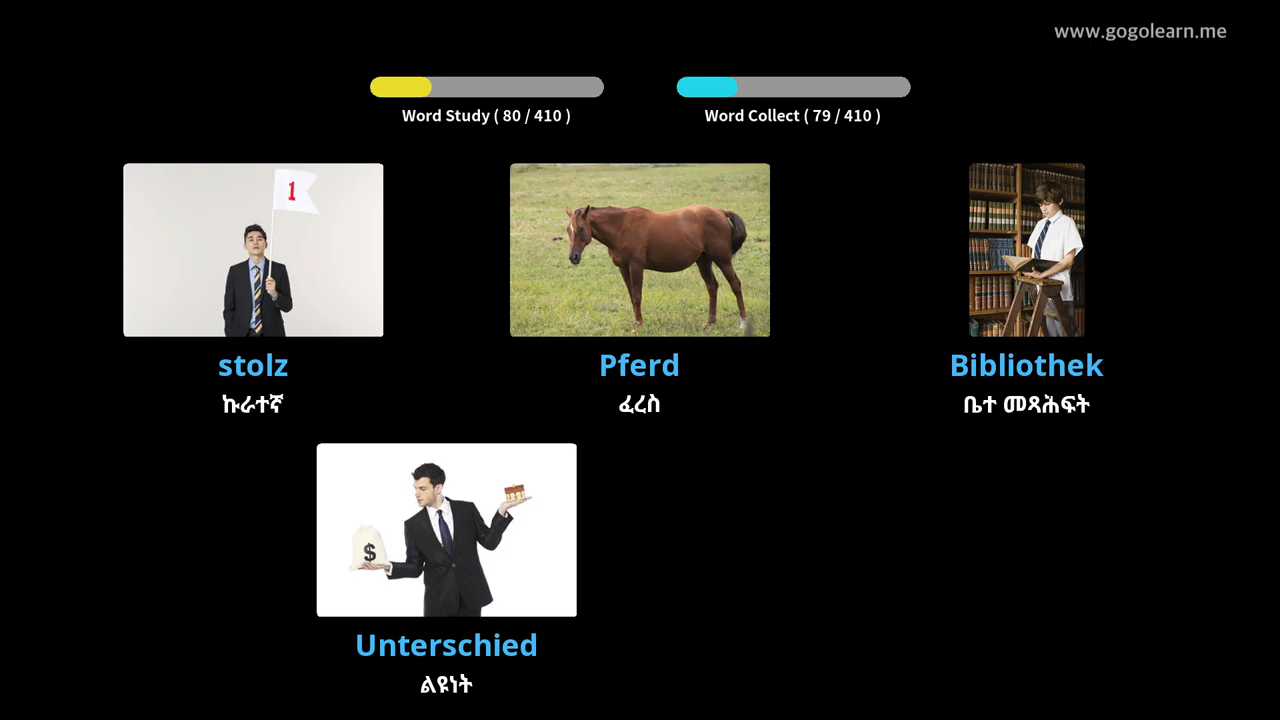 www.gogolearn.me
Word Study ( 80 / 410 )
Word Collect ( 79 / 410 )
1
stolz
ኩራተኛ
Pferd
ፈረስ
Bibliothek
ቤተ መጻሕፍት
$
Unterschied
ልዩነት